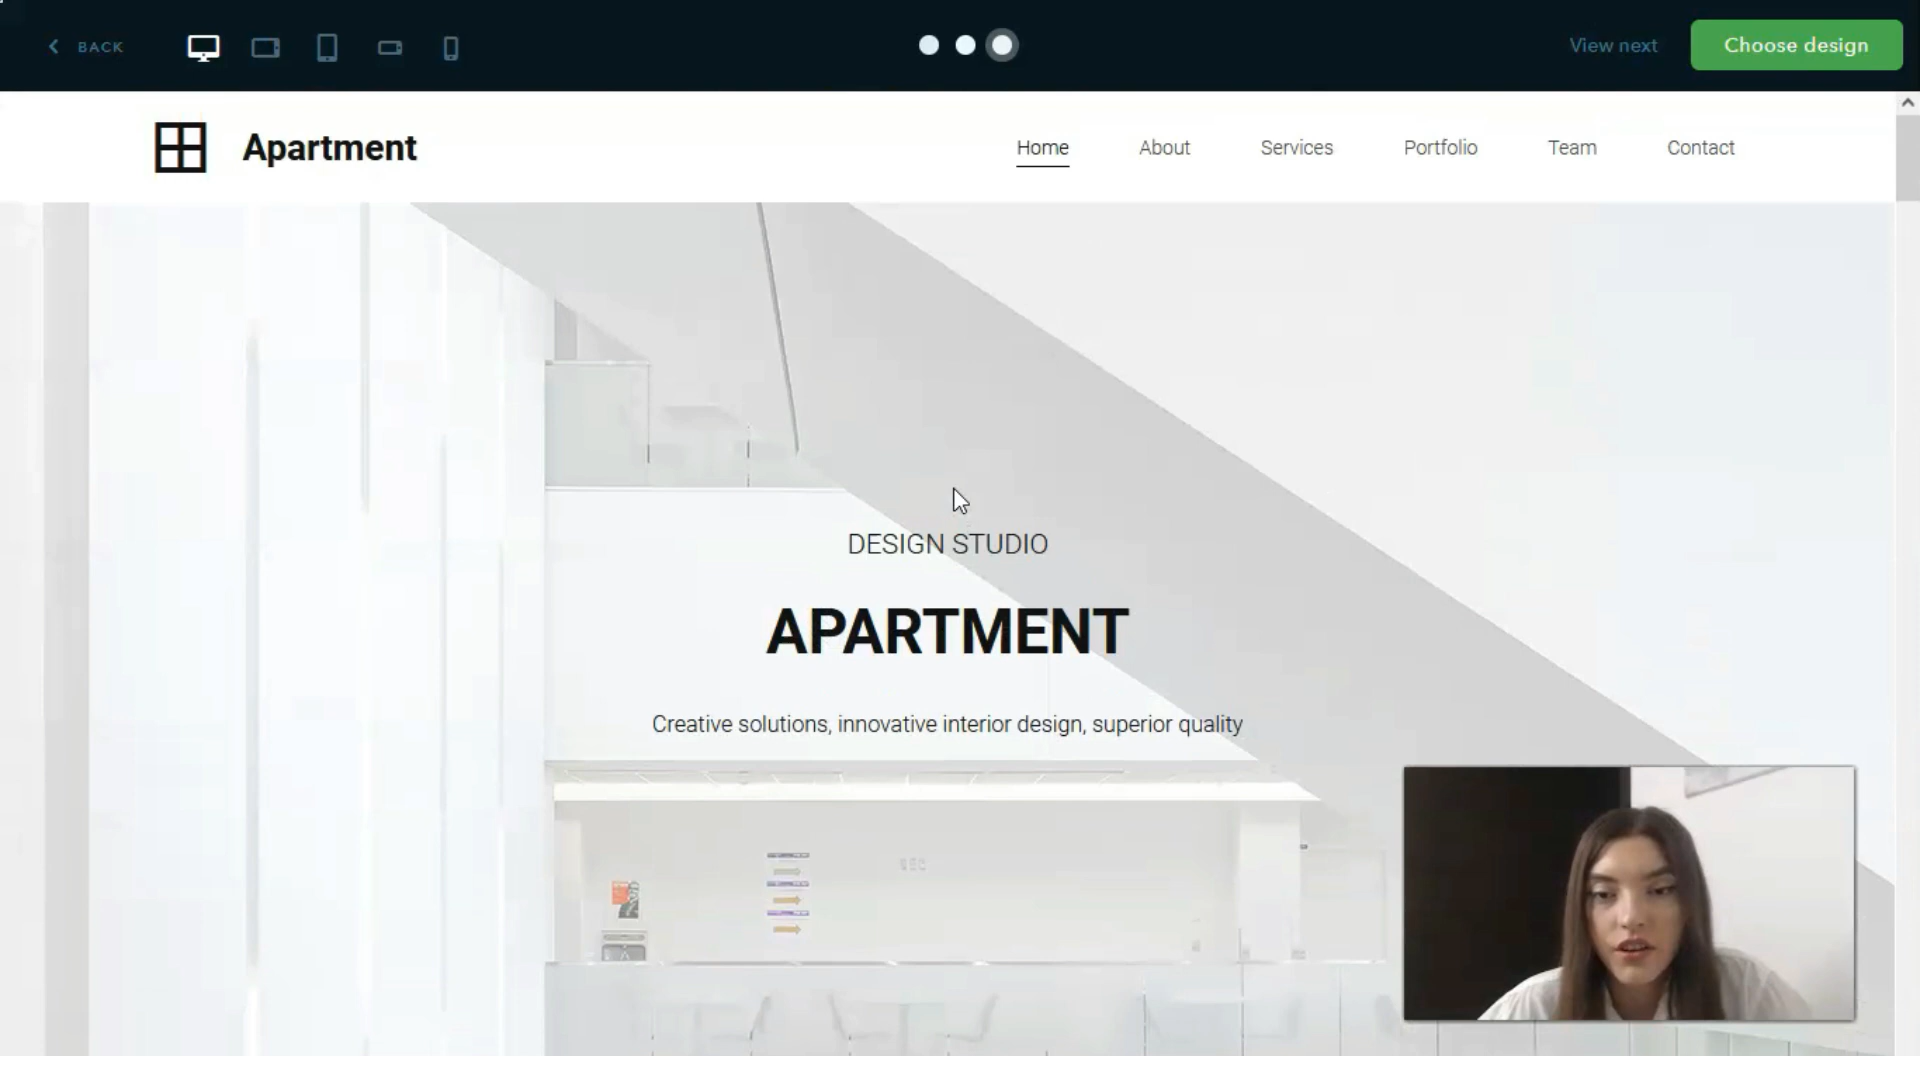 BACK
View next
Choose design
Apartment
Home
About
Services
Portfolio
Team
Contact
DESIGN STUDIO
APARTMENT
Creative solutions, innovative interior design, superior quality